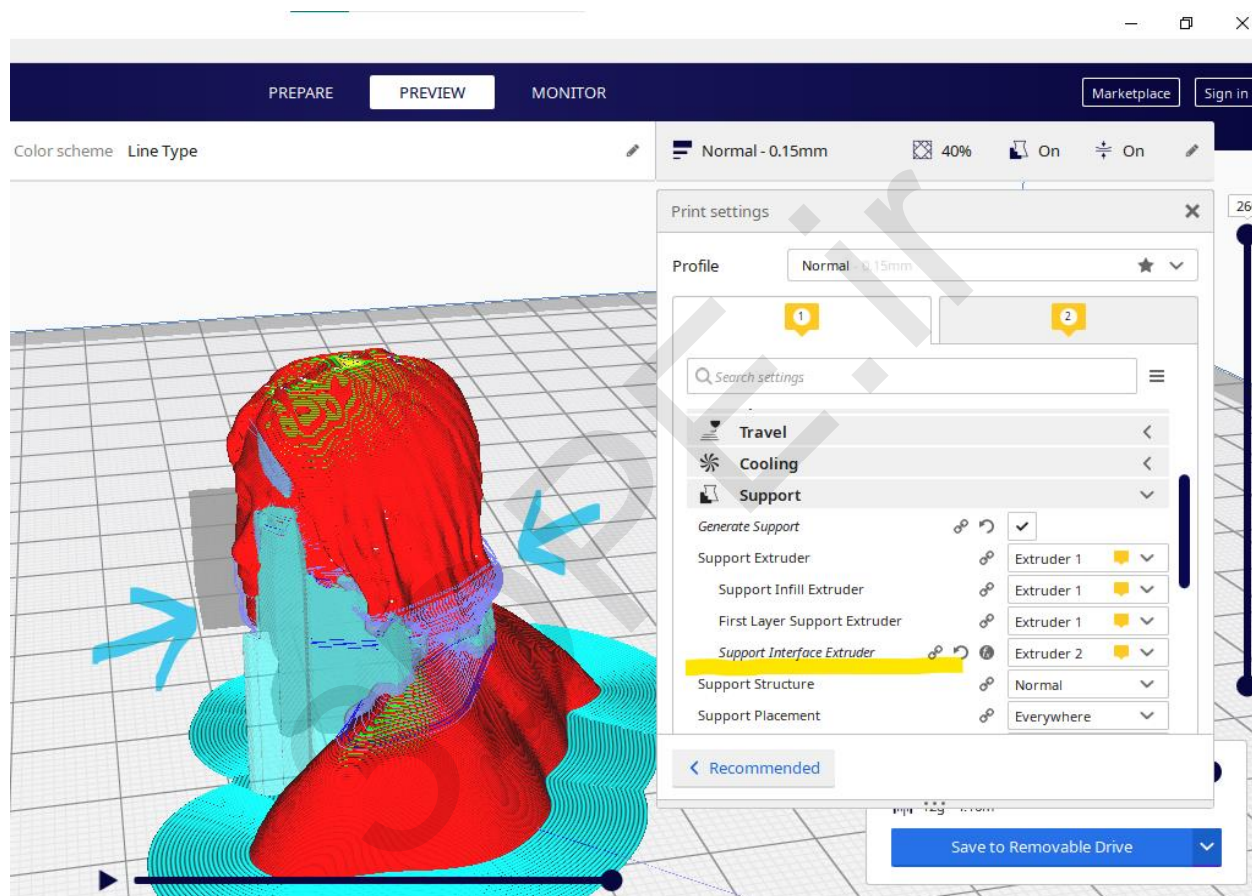 PREPARE PREVIEW MONITOR Marketplace Sign in
Color scheme Line Type
Normal - 0.15mm 40% On On
Print settings
26
Profile Normal - 0.15mm
1 2
Search settings
Travel
Cooling
Support
Generate Support
Support Extruder Extruder 1
Support Infill Extruder Extruder 1
First Layer Support Extruder Extruder 1
Support Interface Extruder Extruder 2
Support Structure Normal
Support Placement Everywhere
Recommended
Save to Removable Drive